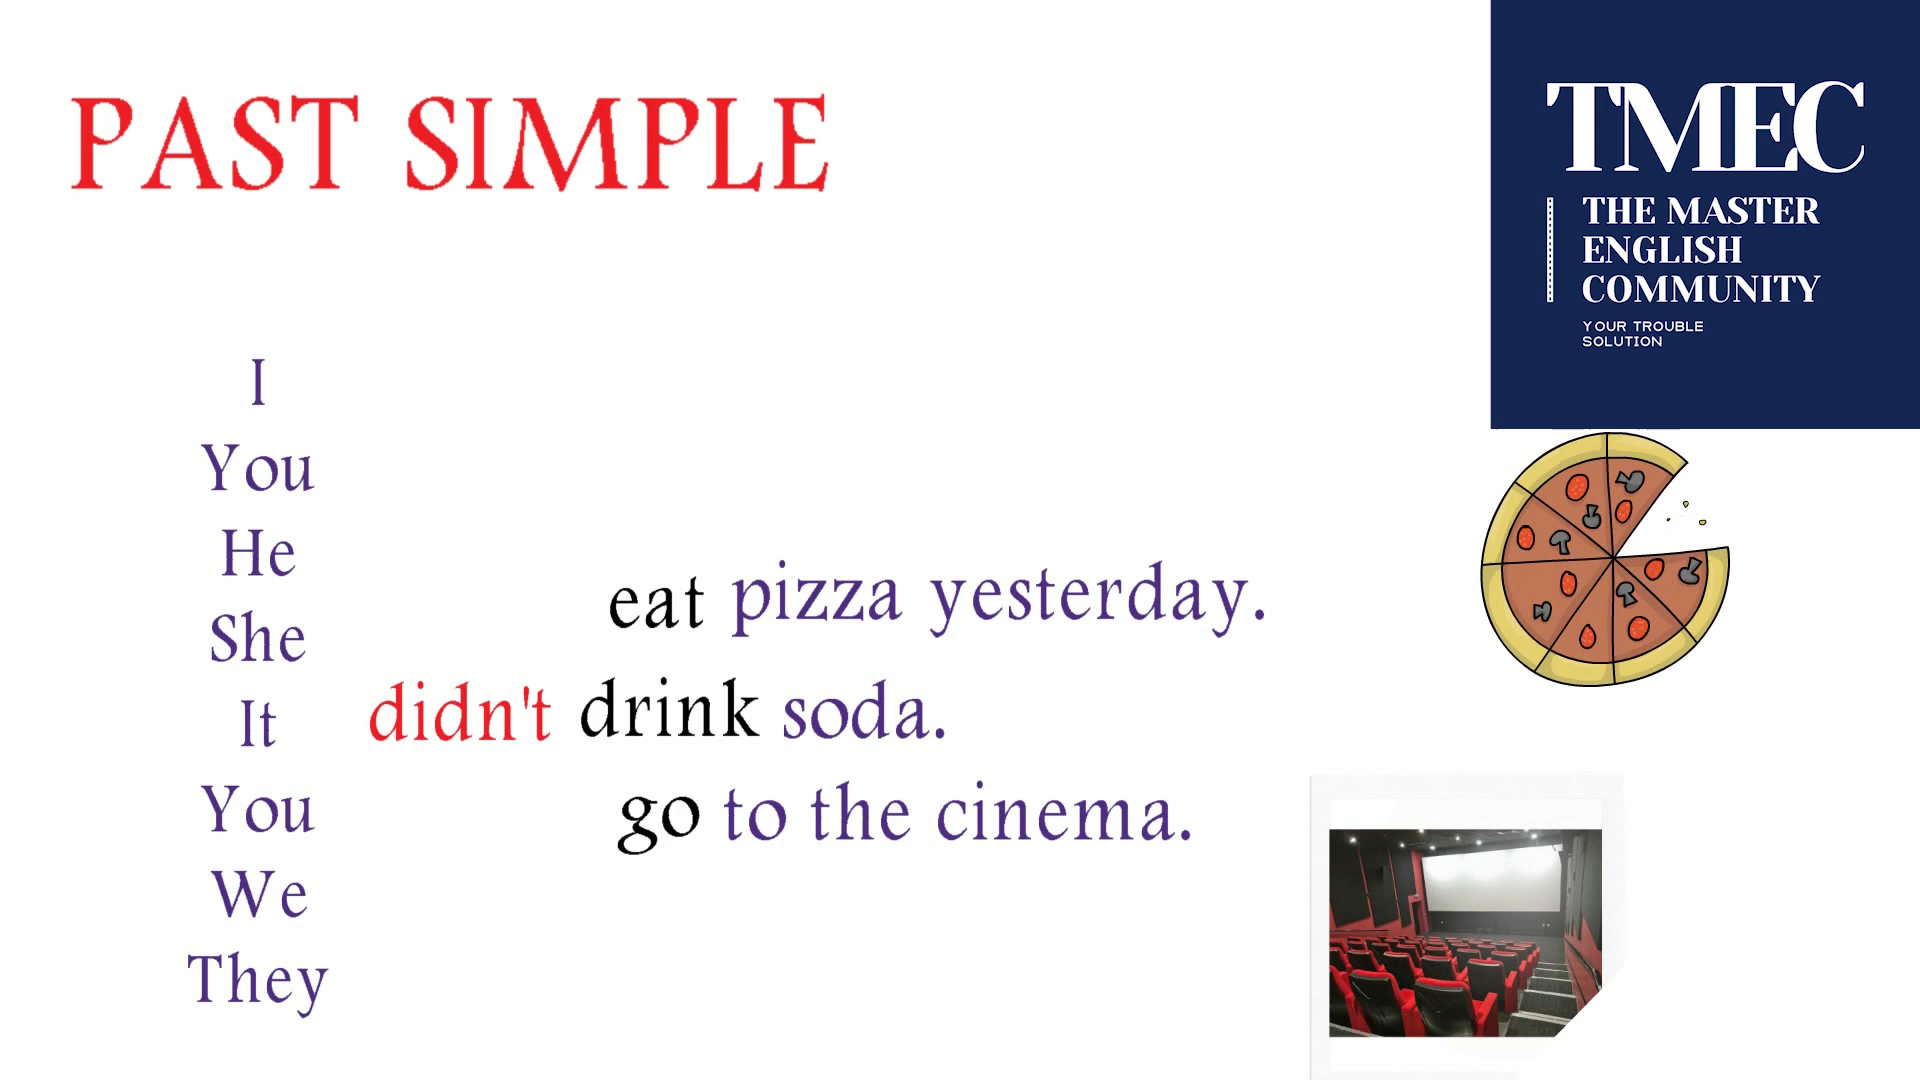 PAST SIMPLE
TMEC
THE MASTER
ENGLISH
COMMUNITY
YOUR TROUBLE
SOLUTION
I
You
He
She
It
You
We
They
eat pizza yesterday.
didn't drink soda.
go to the cinema.